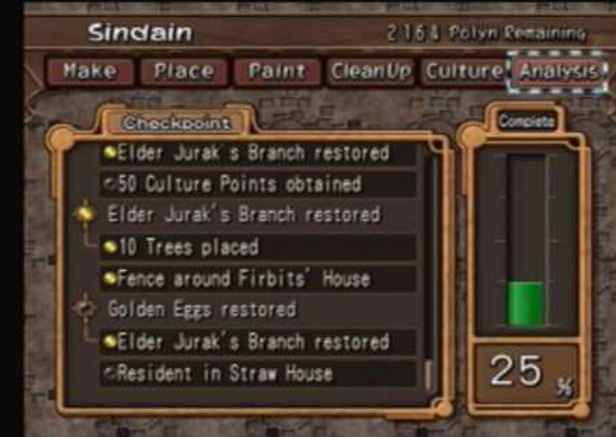 Sindain
2164 Polyn Remaining
Make Place Paint CleanUp Culture Analysis
Checkpoint
Complete
Elder Jurak's Branch restored
50 Culture Points obtained
Elder Jurak's Branch restored
10 Trees placed
Fence around Firbits' House
Golden Eggs restored
Elder Jurak's Branch restored
Resident in Straw House
25 %